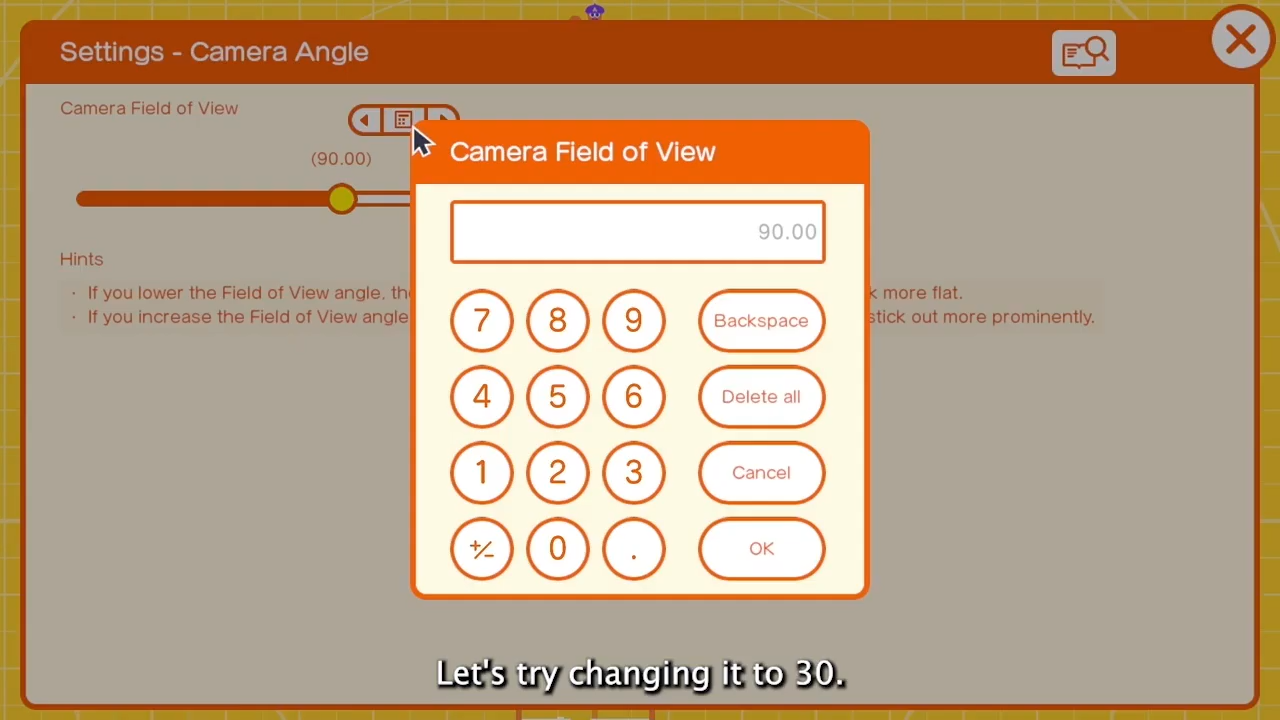 Settings - Camera Angle
Camera Field of View
(90.00)
Camera Field of View
90.00
7 8 9 Backspace
4 5 6 Delete all
1 2 3 Cancel
+/- 0 . OK
Hints
· If you lower the Field of View angle, the more flat.
· If you increase the Field of View angle stick out more prominently.
Let's try changing it to 30.